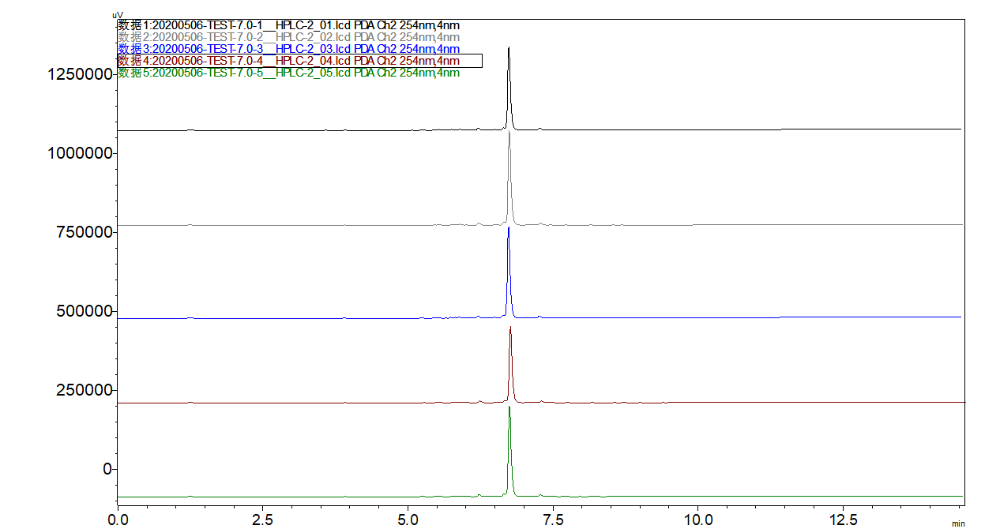 uV
数据1:20200506-TEST-7.0-1__HPLC-2_01.lcd PDA Ch2 254nm,4nm
数据2:20200506-TEST-7.0-2__HPLC-2_02.lcd PDA Ch2 254nm,4nm
数据3:20200506-TEST-7.0-3__HPLC-2_03.lcd PDA Ch2 254nm,4nm
数据4:20200506-TEST-7.0-4__HPLC-2_04.lcd PDA Ch2 254nm,4nm
数据5:20200506-TEST-7.0-5__HPLC-2_05.lcd PDA Ch2 254nm,4nm
1250000
1000000
750000
500000
250000
0
0.0 2.5 5.0 7.5 10.0 12.5 min